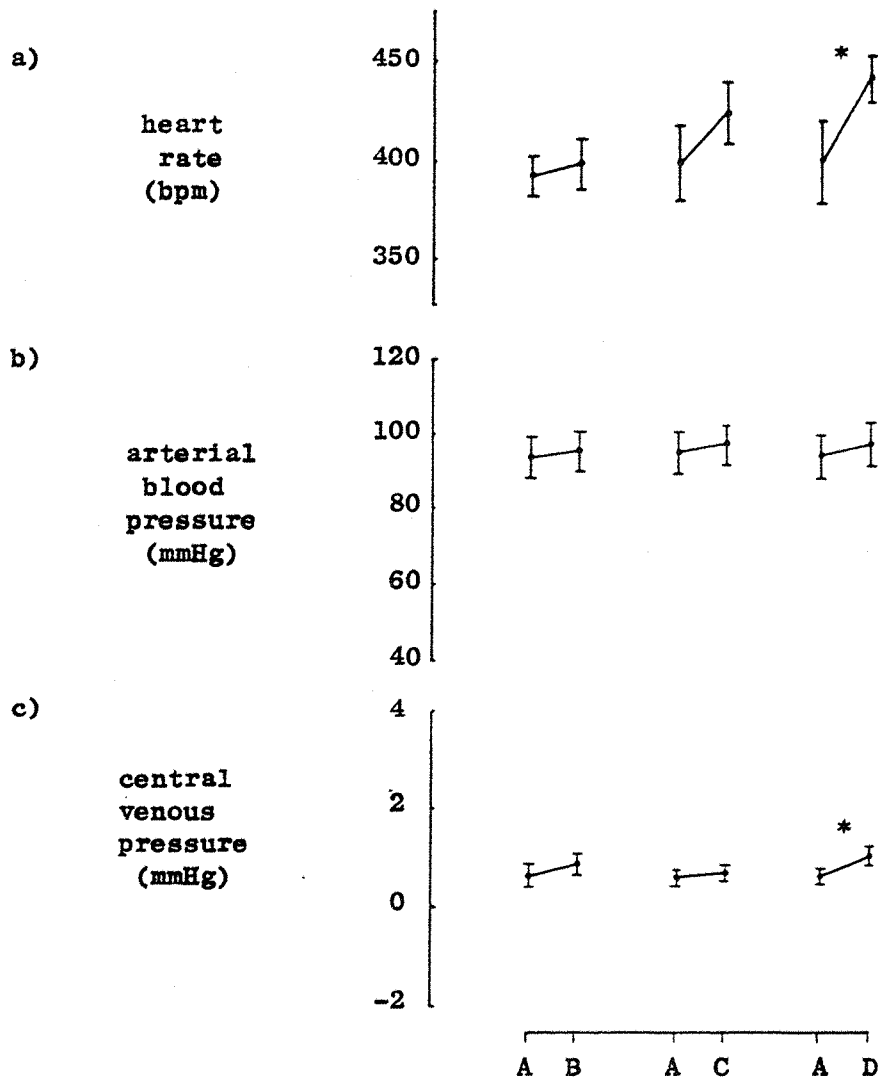 a)
heart
rate
(bpm)
450
400
350
*
b)
arterial
blood
pressure
(mmHg)
120
100
80
60
40
c)
central
venous
pressure
(mmHg)
4
2
0
-2
*
A B A C A D